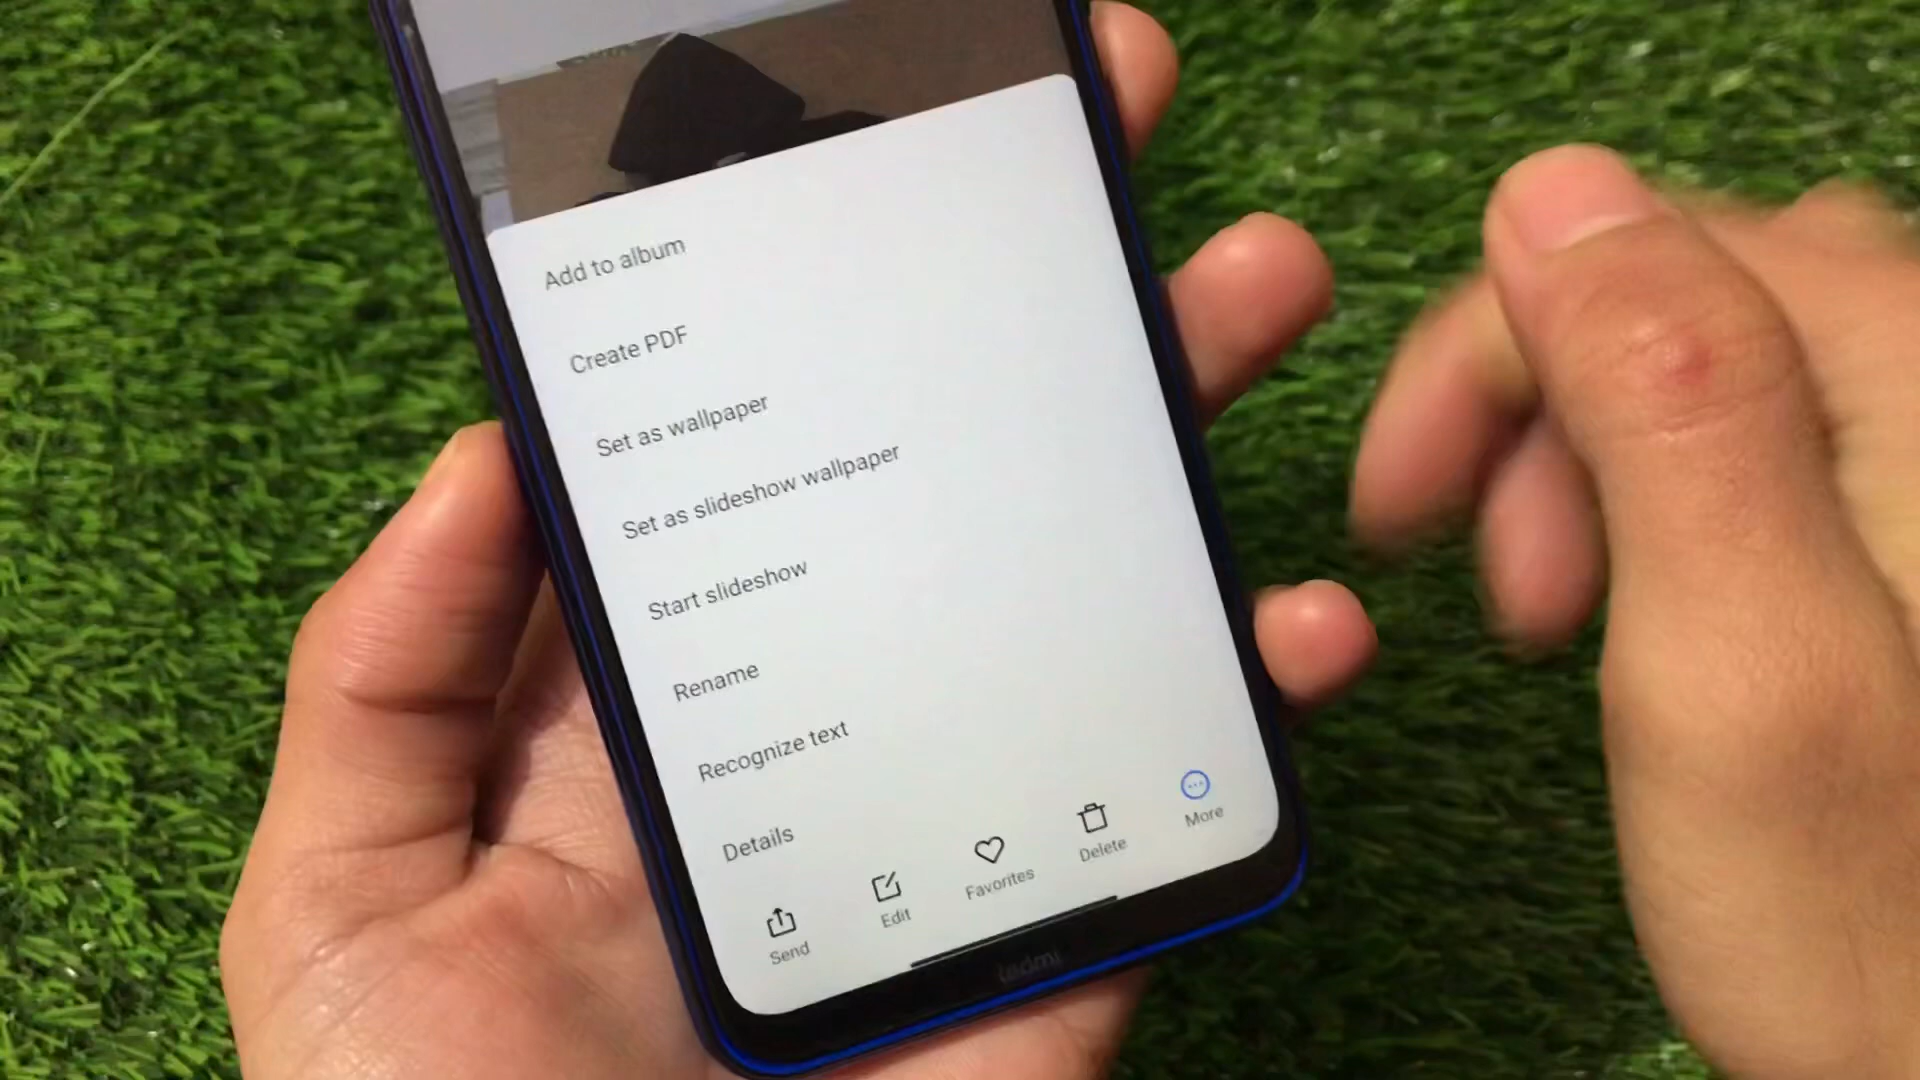 Add to album
Create PDF
Set as wallpaper
Set as slideshow wallpaper
Start slideshow
Rename
Recognize text
Details
Send
Edit
Favorites
Delete
More
Redmi